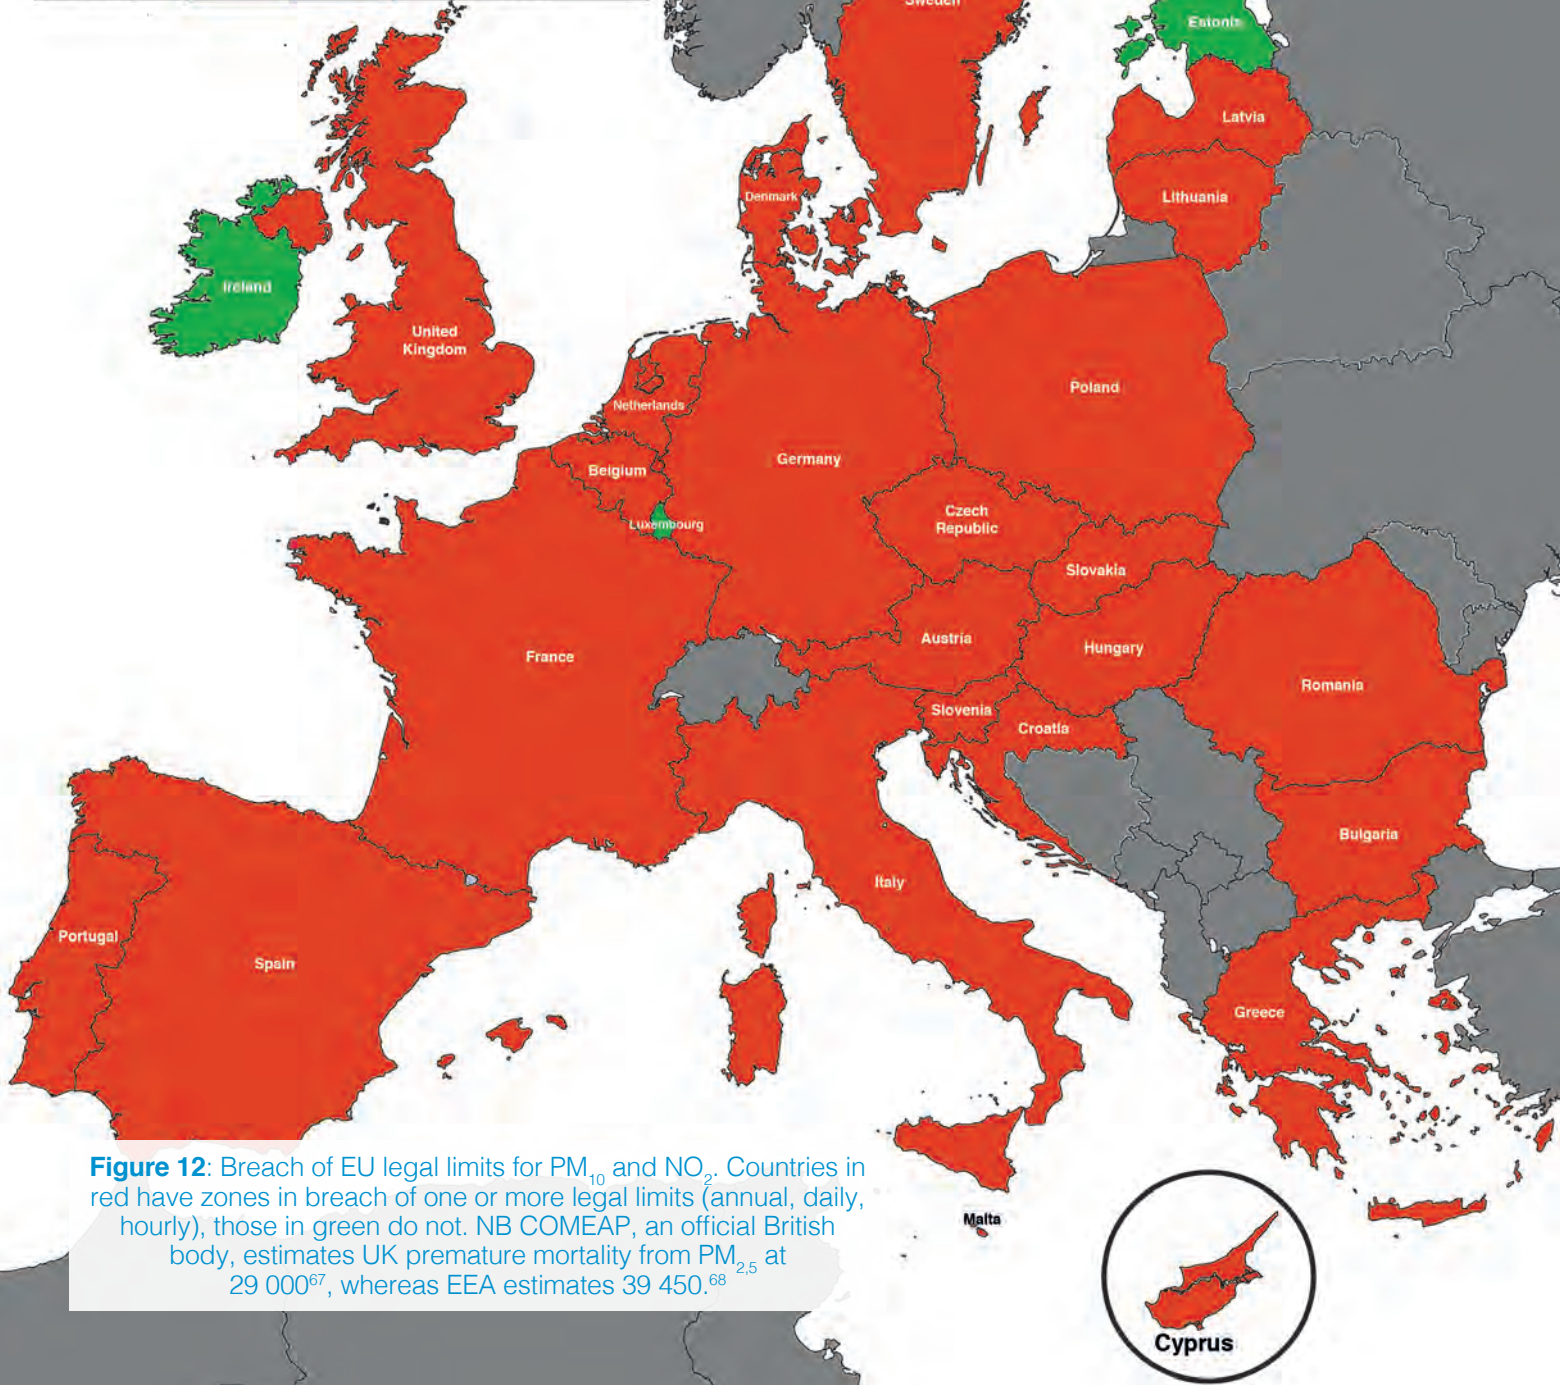 Sweden
Estonia
Latvia
Lithuania
Denmark
Ireland
United
Kingdom
Poland
Netherlands
Germany
Belgium
Czech
Republic
Luxembourg
Slovakia
Austria
Hungary
France
Romania
Slovenia
Croatia
Bulgaria
Italy
Portugal
Spain
Greece
Figure 12: Breach of EU legal limits for PM₁₀ and NO₂. Countries in
red have zones in breach of one or more legal limits (annual, daily,
hourly), those in green do not. NB COMEAP, an official British
body, estimates UK premature mortality from PM₂,₅ at
29 000⁶⁷, whereas EEA estimates 39 450.⁶⁸
Malta
Cyprus